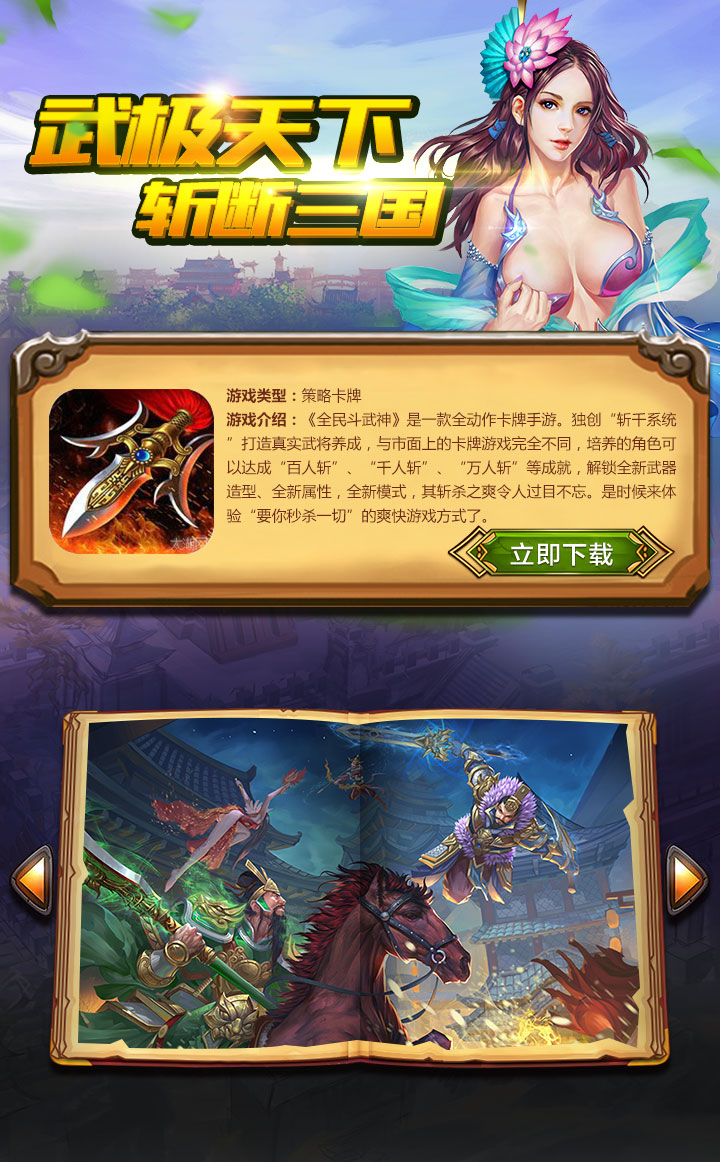 武极天下
斩断三国
游戏类型：策略卡牌
游戏介绍：《全民斗武神》是一款全动作卡牌手游。独创“斩千系统
”打造真实武将养成，与市面上的卡牌游戏完全不同，培养的角色可
以达成“百人斩”、“千人斩”、“万人斩”等成就，解锁全新武器
造型、全新属性，全新模式，其斩杀之爽令人过目不忘。是时候来体
验“要你秒杀一切”的爽快游戏方式了。
立即下载